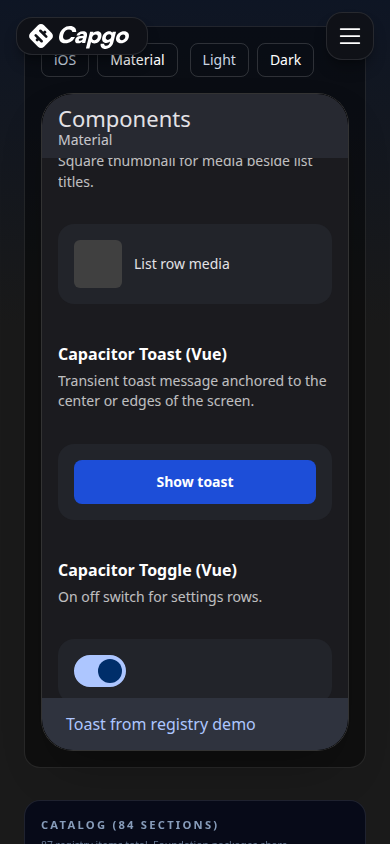 Capgo
iOS
Material
Light
Dark
Components
Material
Square thumbnail for media beside list
titles.
List row media
Capacitor Toast (Vue)
Transient toast message anchored to the
center or edges of the screen.
Show toast
Capacitor Toggle (Vue)
On off switch for settings rows.
Toast from registry demo
CATALOG (84 SECTIONS)